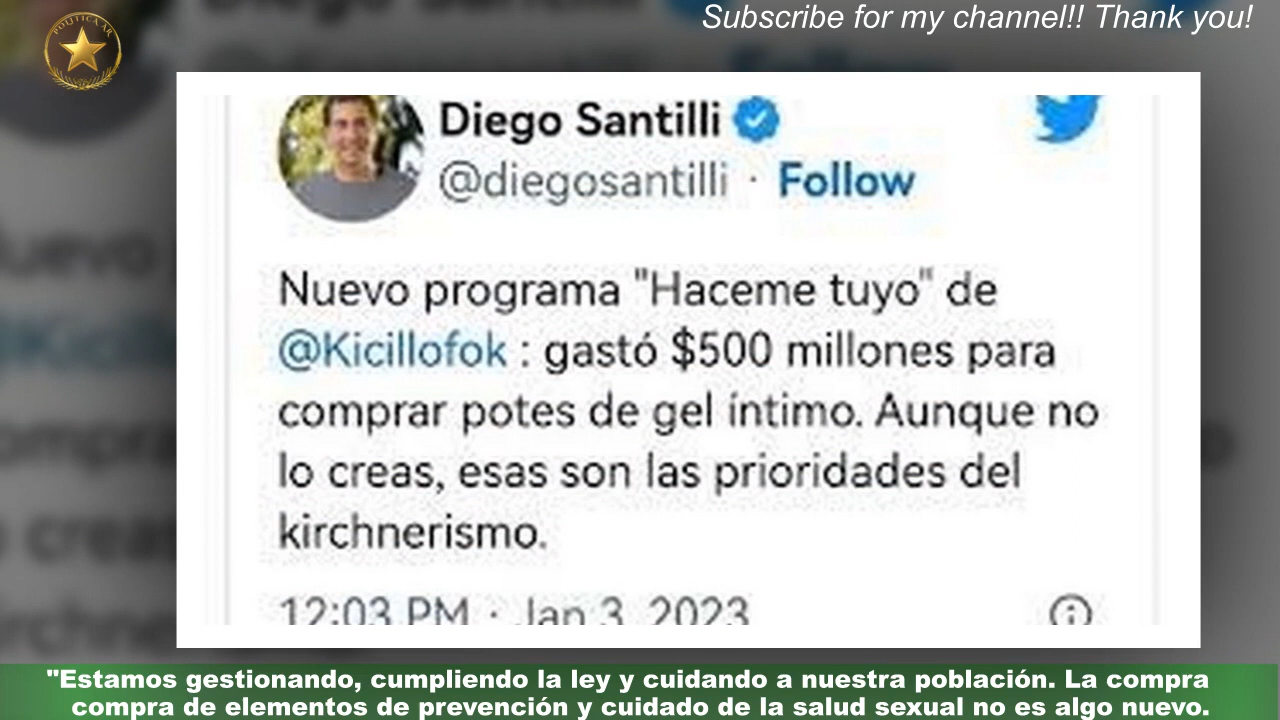 POLITICA AR
Subscribe for my channel!! Thank you!
Diego Santilli
@diegosantilli · Follow
Nuevo programa "Haceme tuyo" de
@Kicillofok : gastó $500 millones para
comprar potes de gel íntimo. Aunque no
lo creas, esas son las prioridades del
kirchnerismo.
12:03 PM · Jan 3, 2023
"Estamos gestionando, cumpliendo la ley y cuidando a nuestra población. La compra
compra de elementos de prevención y cuidado de la salud sexual no es algo nuevo.